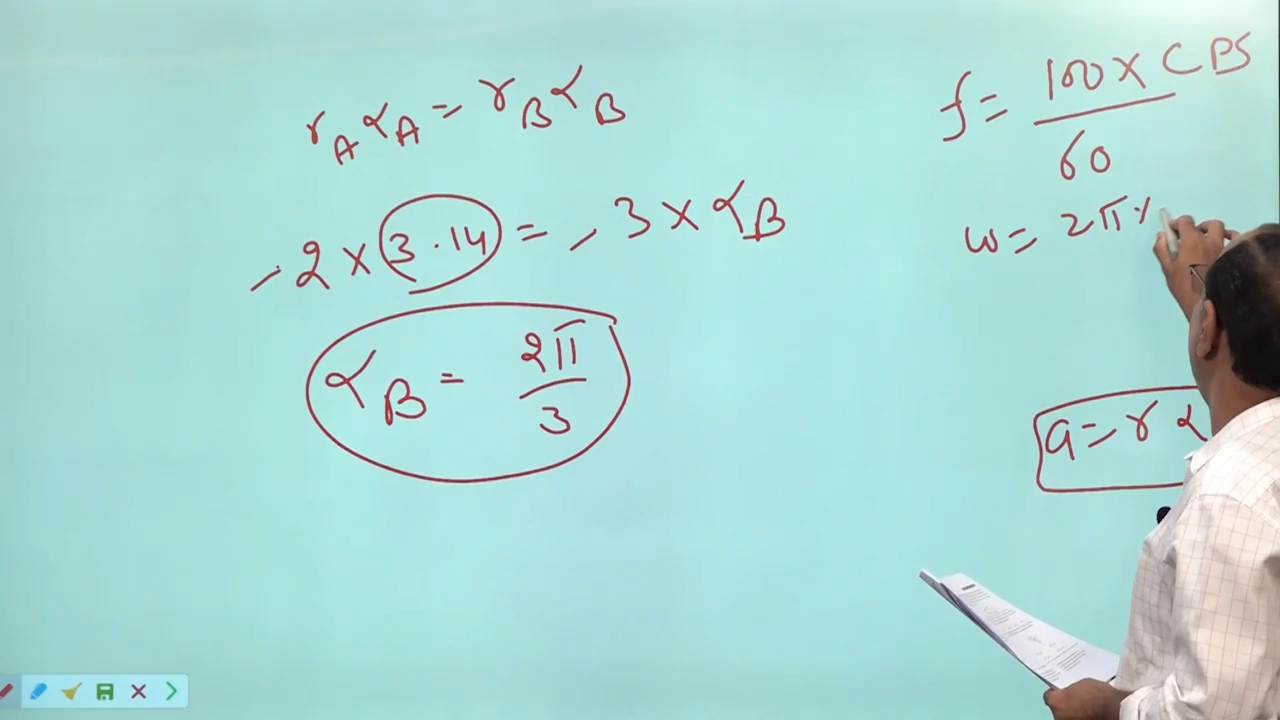 r_A α_A = r_B α_B
.2 × 3.14 = .3 × α_B
α_B = 2π/3
f = 100 × CPS / 60
ω = 2π ×
a = r α